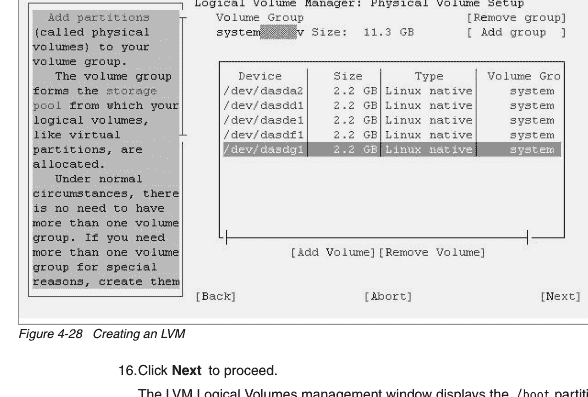 Logical Volume Manager: Physical Volume Setup
Add partitions
(called physical
volumes) to your
volume group.
The volume group
forms the storage
pool from which your
logical volumes,
like virtual
partitions, are
allocated.
Under normal
circumstances, there
is no need to have
more than one volume
group. If you need
more than one volume
group for special
reasons, create them
Volume Group [Remove group]
system v Size: 11.3 GB [ Add group ]
Device Size Type Volume Gro
/dev/dasda2 2.2 GB Linux native system
/dev/dasdd1 2.2 GB Linux native system
/dev/dasde1 2.2 GB Linux native system
/dev/dasdf1 2.2 GB Linux native system
/dev/dasdg1 2.2 GB Linux native system
[Add Volume][Remove Volume]
[Back] [Abort] [Next]
Figure 4-28 Creating an LVM
16.Click Next to proceed.
The LVM Logical Volumes management window displays the /boot partiti